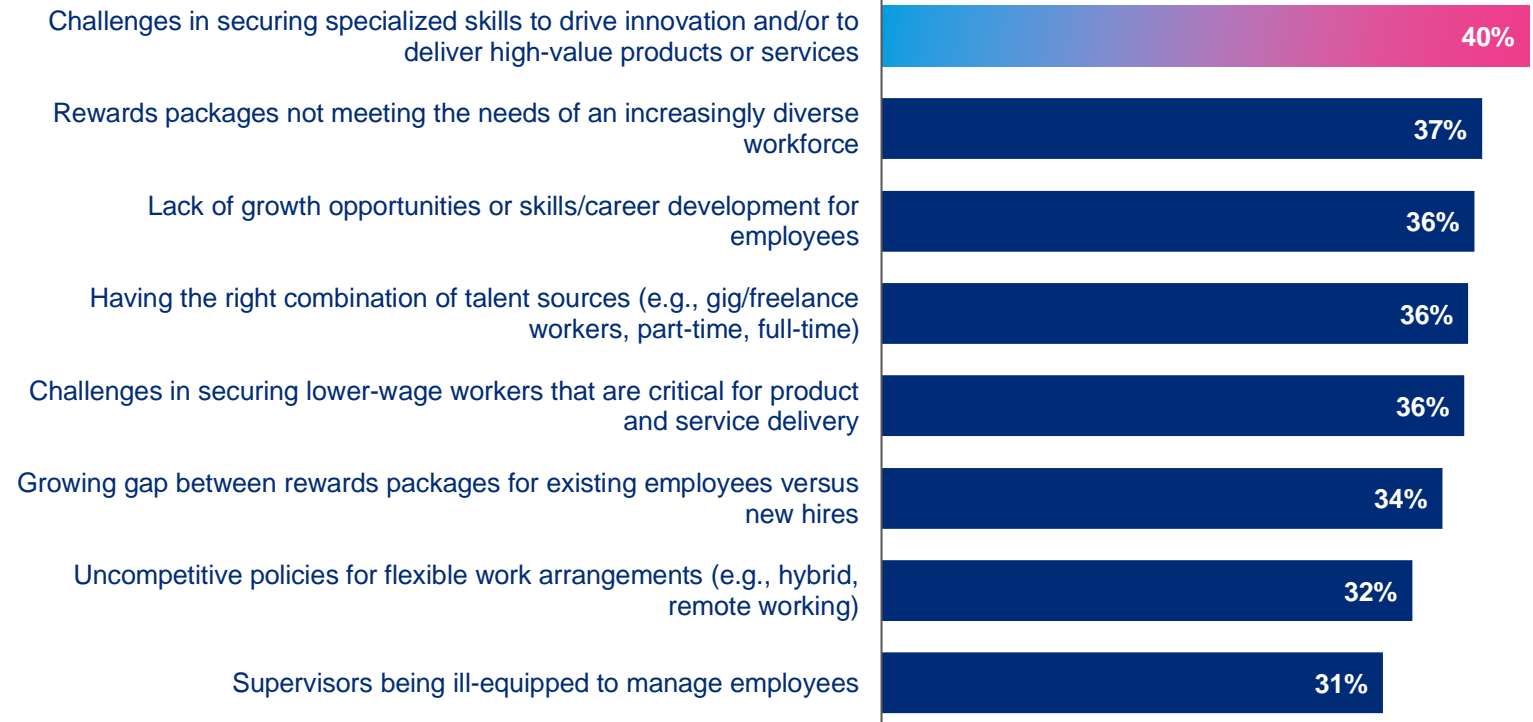 Challenges in securing specialized skills to drive innovation and/or to
deliver high-value products or services
40%
Rewards packages not meeting the needs of an increasingly diverse
workforce
37%
Lack of growth opportunities or skills/career development for
employees
36%
Having the right combination of talent sources (e.g., gig/freelance
workers, part-time, full-time)
36%
Challenges in securing lower-wage workers that are critical for product
and service delivery
36%
Growing gap between rewards packages for existing employees versus
new hires
34%
Uncompetitive policies for flexible work arrangements (e.g., hybrid,
remote working)
32%
Supervisors being ill-equipped to manage employees
31%